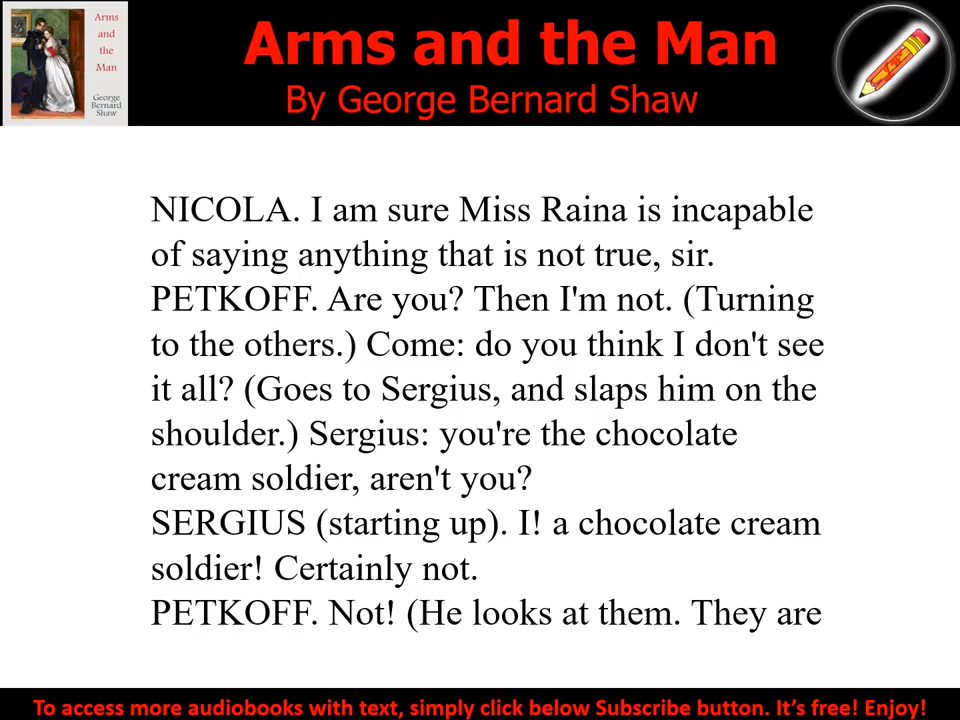 Arms
and
the
Man
George
Bernard
Shaw
Arms and the Man
By George Bernard Shaw
NICOLA. I am sure Miss Raina is incapable
of saying anything that is not true, sir.
PETKOFF. Are you? Then I'm not. (Turning
to the others.) Come: do you think I don't see
it all? (Goes to Sergius, and slaps him on the
shoulder.) Sergius: you're the chocolate
cream soldier, aren't you?
SERGIUS (starting up). I! a chocolate cream
soldier! Certainly not.
PETKOFF. Not! (He looks at them. They are
To access more audiobooks with text, simply click below Subscribe button. It’s free! Enjoy!